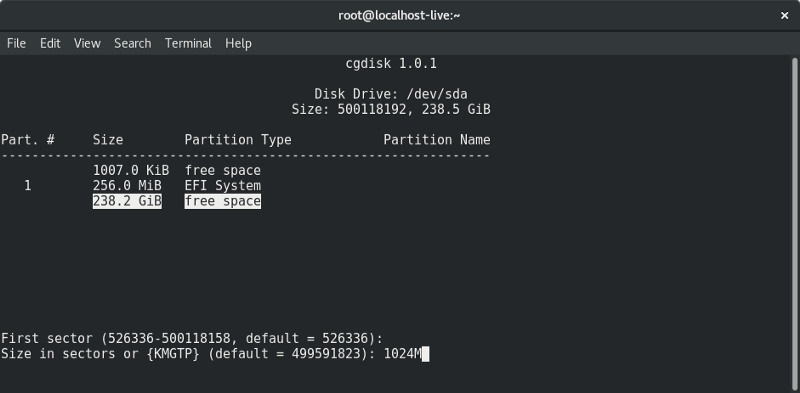 root@localhost-live:~
×
File Edit View Search Terminal Help
cgdisk 1.0.1
Disk Drive: /dev/sda
Size: 500118192, 238.5 GiB
Part. # Size Partition Type Partition Name
----------------------------------------------------------------
1007.0 KiB free space
1 256.0 MiB EFI System
238.2 GiB free space
First sector (526336-500118158, default = 526336):
Size in sectors or {KMGTP} (default = 499591823): 1024M